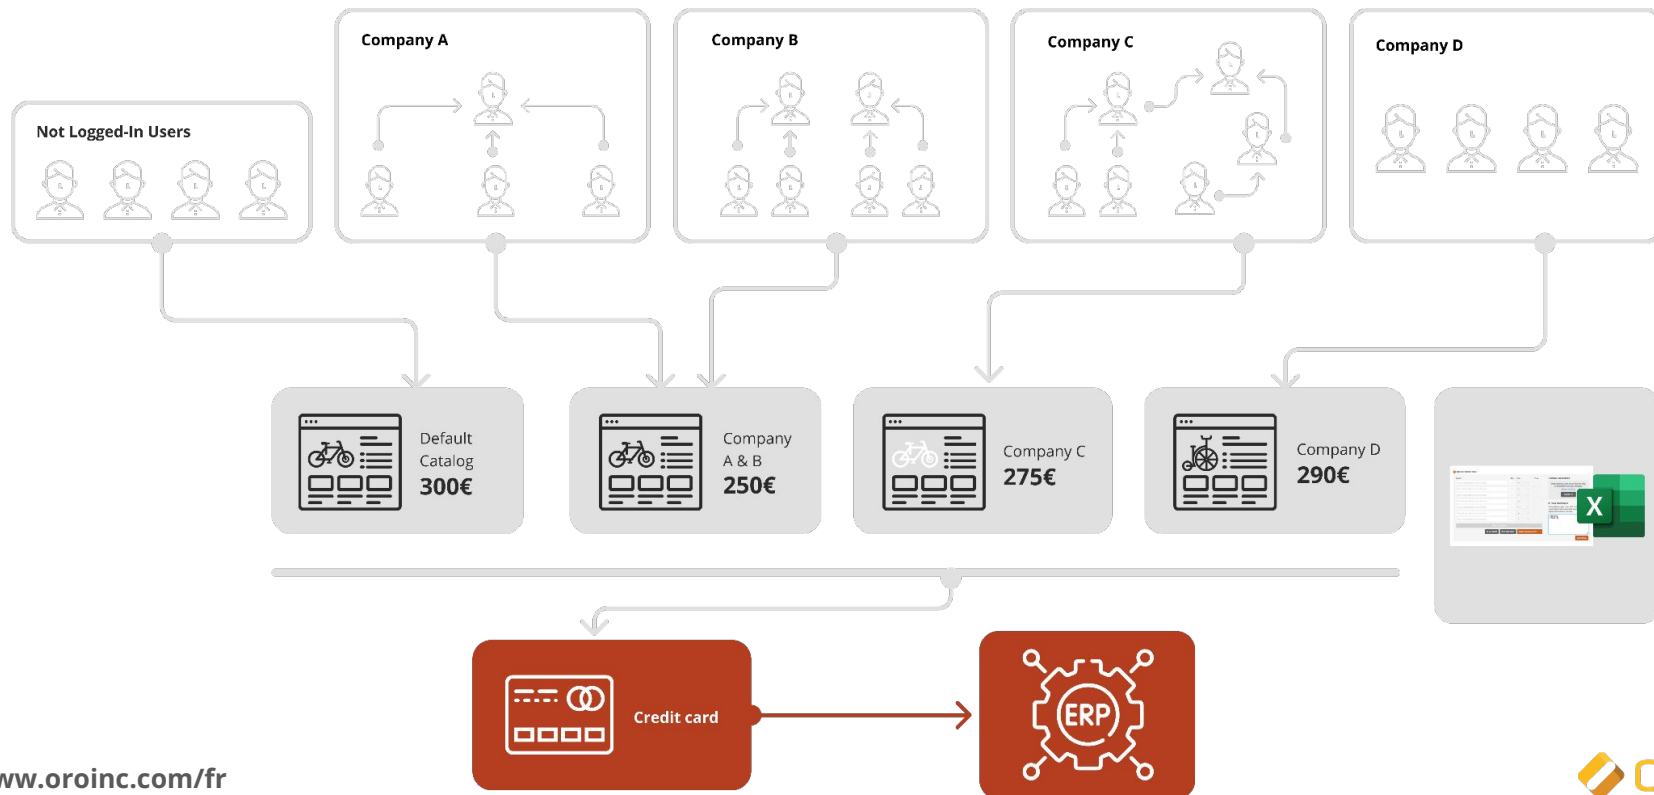 Company A
Company B
Company C
Company D
Not Logged-In Users
Default
Catalog
300€
Company
A & B
250€
Company C
275€
Company D
290€
X
Credit card
ERP
ww.oroinc.com/fr